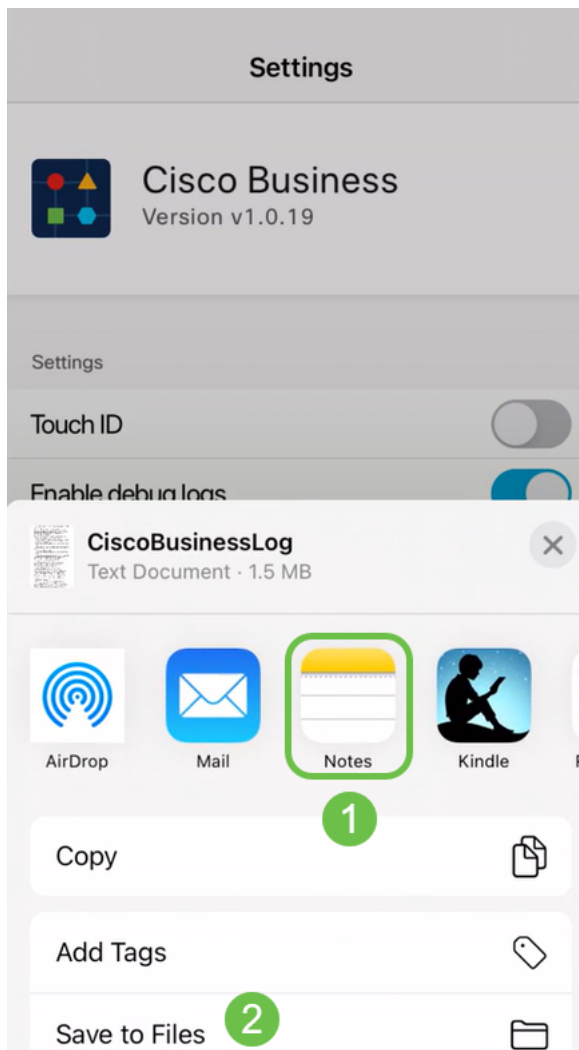 Settings
Cisco Business
Version v1.0.19
Settings
Touch ID
Enable debug logs
CiscoBusinessLog
Text Document · 1.5 MB
AirDrop
Mail
Notes
Kindle
1
Copy
Add Tags
Save to Files
2